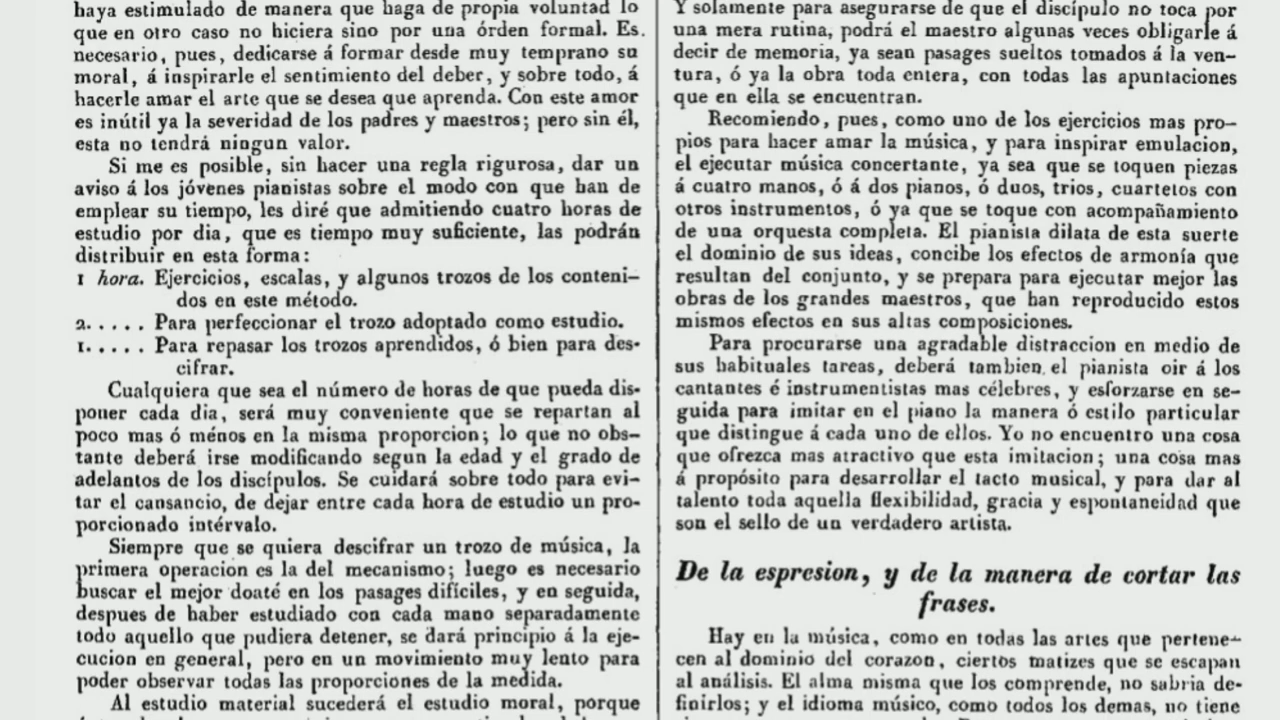 haya estimulado de manera que haga de propia voluntad lo
que en otro caso no hiciera sino por una órden formal. Es
necesario, pues, dedicarse á formar desde muy temprano su
moral, á inspirarle el sentimiento del deber, y sobre todo, á
hacerle amar el arte que se desea que aprenda. Con este amor
es inútil ya la severidad de los padres y maestros; pero sin él,
esta no tendrá ningun valor.
Si me es posible, sin hacer una regla rigurosa, dar un
aviso á los jóvenes pianistas sobre el modo con que han de
emplear su tiempo, les diré que admitiendo cuatro horas de
estudio por dia, que es tiempo muy suficiente, las podrán
distribuir en esta forma:
1 hora. Ejercicios, escalas, y algunos trozos de los conteni-
dos en este método.
2. . . . . Para perfeccionar el trozo adoptado como estudio.
1. . . . . Para repasar los trozos aprendidos, ó bien para des-
cifrar.
Cualquiera que sea el número de horas de que pueda dis-
poner cada dia, será muy conveniente que se repartan al
poco mas ó ménos en la misma proporcion; lo que no obs-
tante deberá irse modificando segun la edad y el grado de
adelantos de los discípulos. Se cuidará sobre todo para evi-
tar el cansancio, de dejar entre cada hora de estudio un pro-
porcionado intérvalo.
Siempre que se quiera descifrar un trozo de música, la
primera operacion es la del mecanismo; luego es necesario
buscar el mejor doaté en los pasages difíciles, y en seguida,
despues de haber estudiado con cada mano separadamente
todo aquello que pudiera detener, se dará principio á la eje-
cucion en general, pero en un movimiento muy lento para
poder observar todas las proporciones de la medida.
Al estudio material sucederá el estudio moral, porque
Y solamente para asegurarse de que el discípulo no toca por
una mera rutina, podrá el maestro algunas veces obligarle á
decir de memoria, ya sean pasages sueltos tomados á la ven-
tura, ó ya la obra toda entera, con todas las apuntaciones
que en ella se encuentran.
Recomiendo, pues, como uno de los ejercicios mas pro-
pios para hacer amar la música, y para inspirar emulacion,
el ejecutar música concertante, ya sea que se toquen piezas
á cuatro manos, ó á dos pianos, ó duos, trios, cuartetos con
otros instrumentos, ó ya que se toque con acompañamiento
de una orquesta completa. El pianista dilata de esta suerte
el dominio de sus ideas, concibe los efectos de armonía que
resultan del conjunto, y se prepara para ejecutar mejor las
obras de los grandes maestros, que han reproducido estos
mismos efectos en sus altas composiciones.
Para procurarse una agradable distraccion en medio de
sus habituales tareas, deberá tambien el pianista oir á los
cantantes é instrumentistas mas célebres, y esforzarse en se-
guida para imitar en el piano la manera ó estilo particular
que distingue á cada uno de ellos. Yo no encuentro una cosa
que ofrezca mas atractivo que esta imitacion; una cosa mas
á propósito para desarrollar el tacto musical, y para dar al
talento toda aquella flexibilidad, gracia y espontaneidad que
son el sello de un verdadero artista.
De la espresion, y de la manera de cortar las
frases.
Hay en la música, como en todas las artes que pertene-
cen al dominio del corazon, ciertos matizes que se escapan
al análisis. El alma misma que los comprende, no sabria de-
finirlos; y el idioma músico, como todos los demas, no tiene